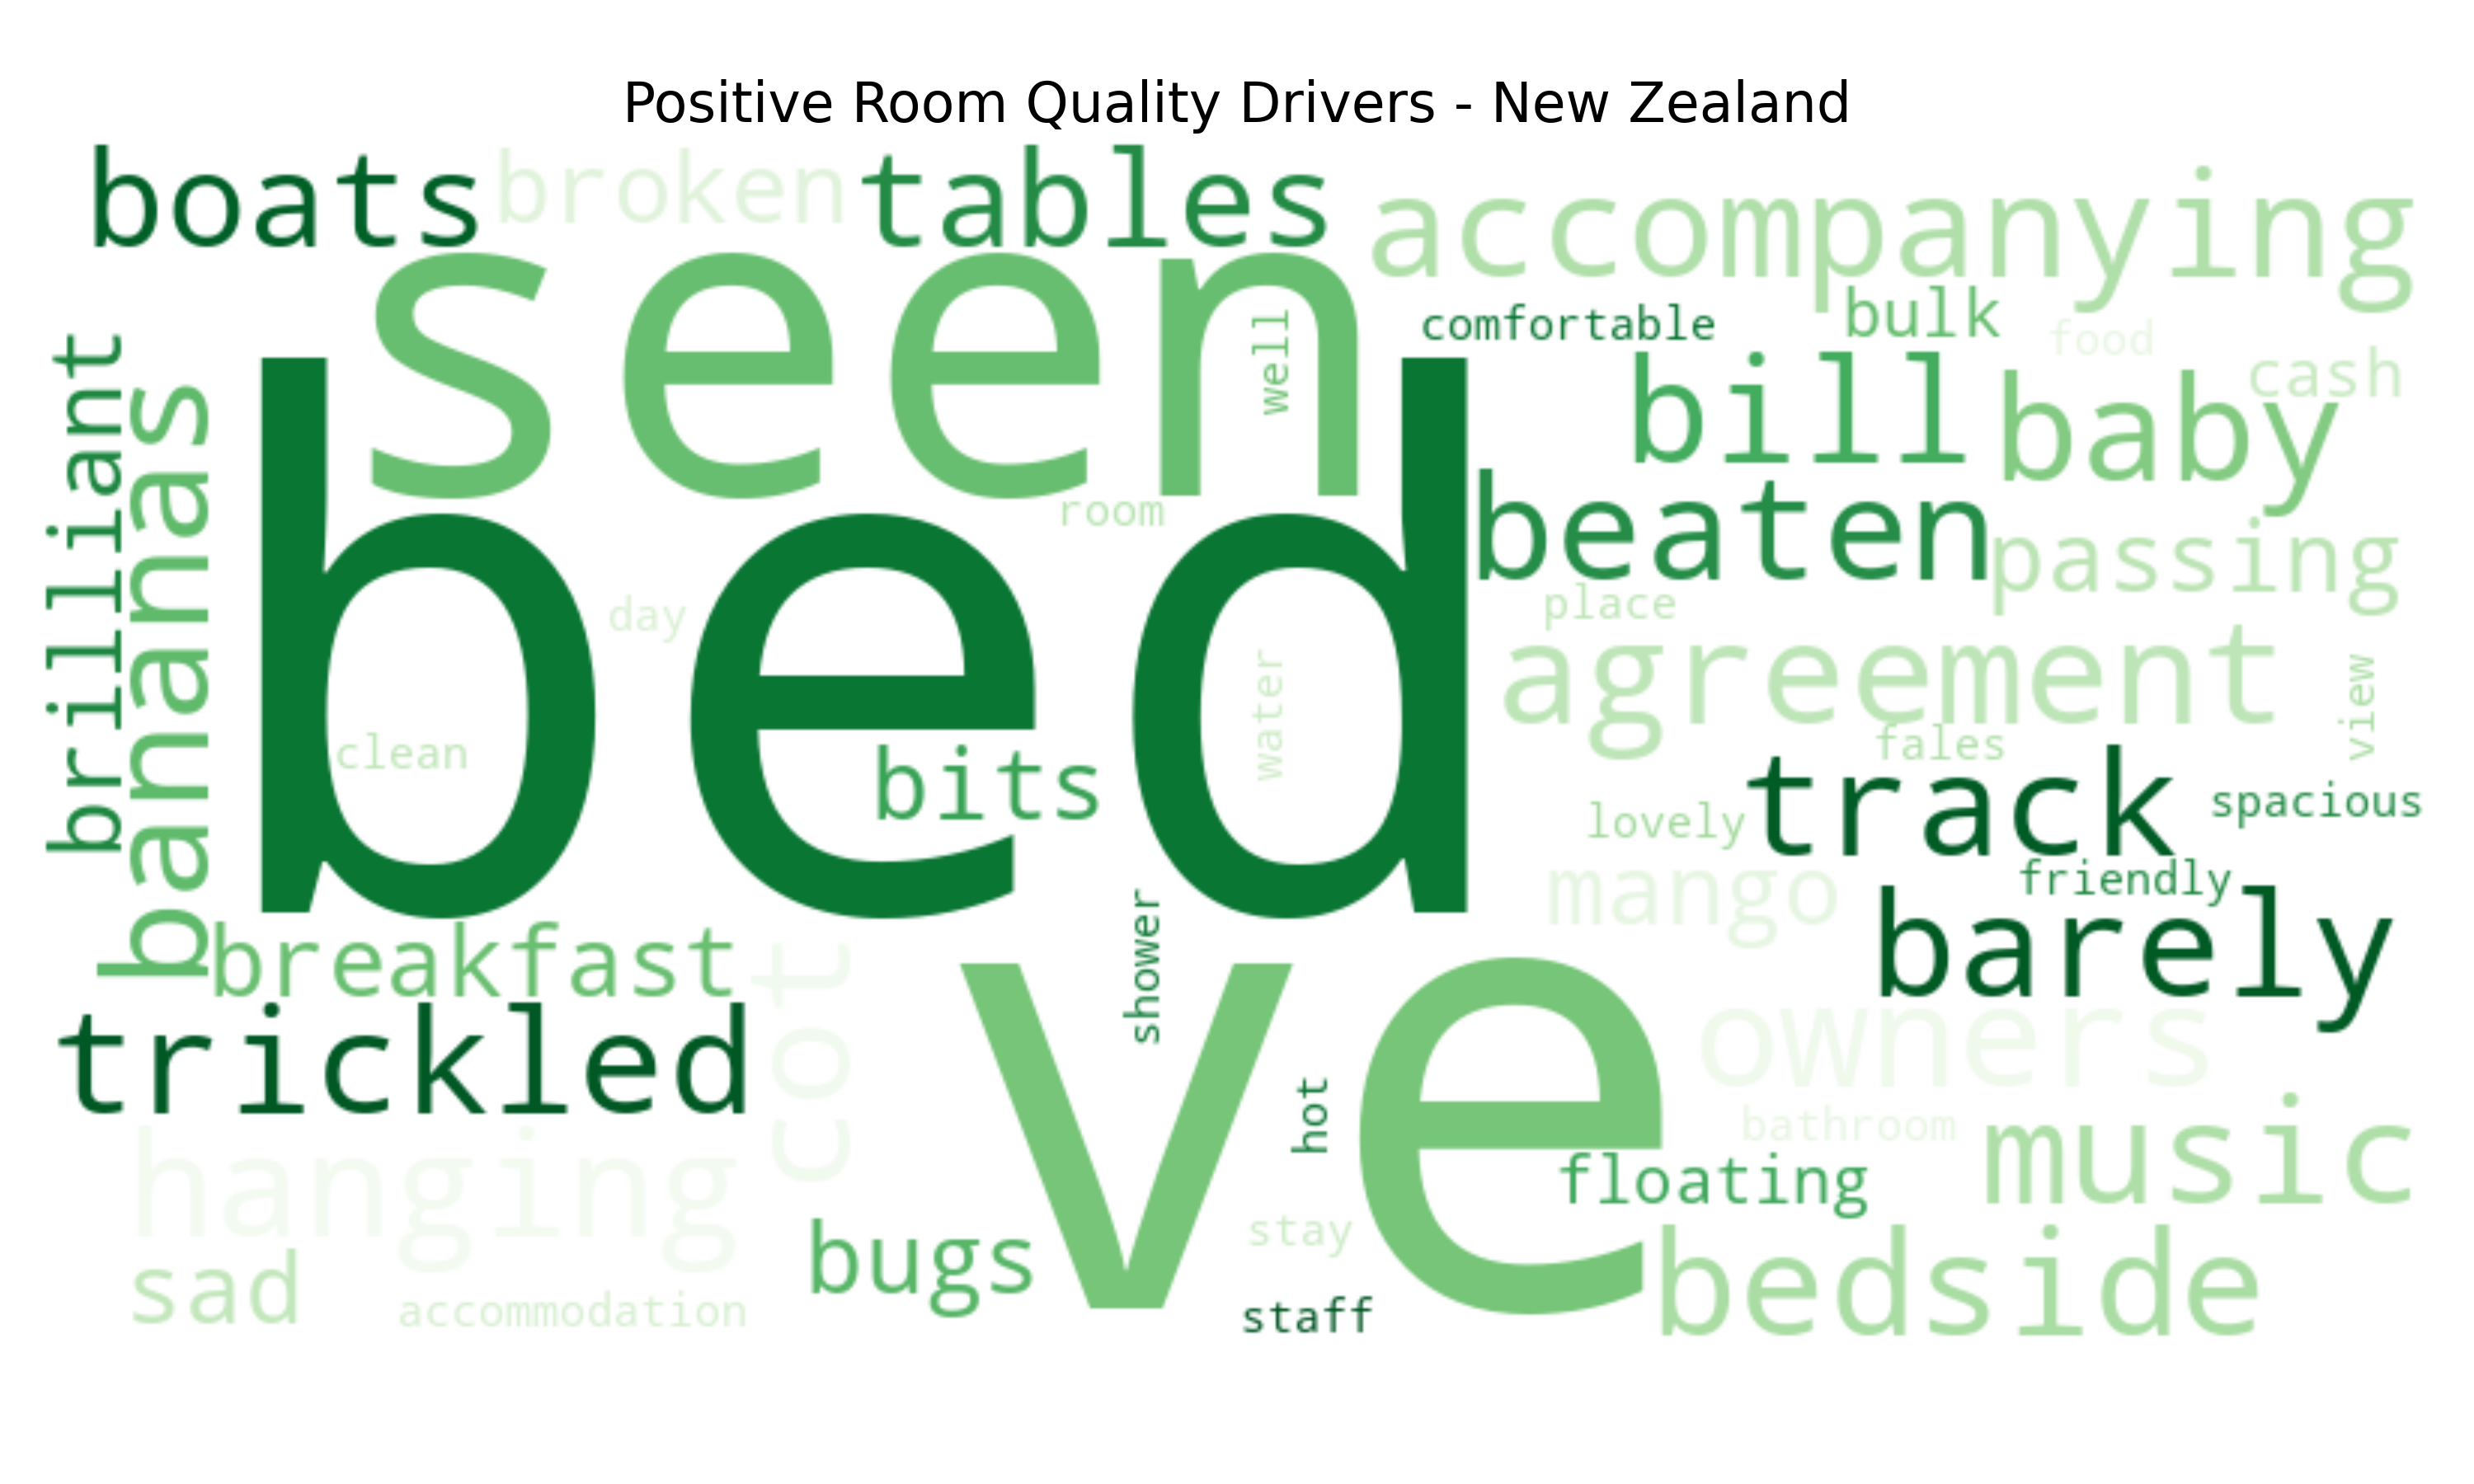 Positive Room Quality Drivers - New Zealand
boats
broken
tables
accompanying
seen
well
comfortable
bulk
food
cash
brilliant
bananas
bill
baby
room
bed
beaten
passing
day
place
water
agreement
view
clean
bits
fales
lovely
track
spacious
mango
friendly
barely
shower
breakfast
cot
trickled
ve
hot
owners
bathroom
music
hanging
floating
bugs
stay
sad
accommodation
staff
bedside